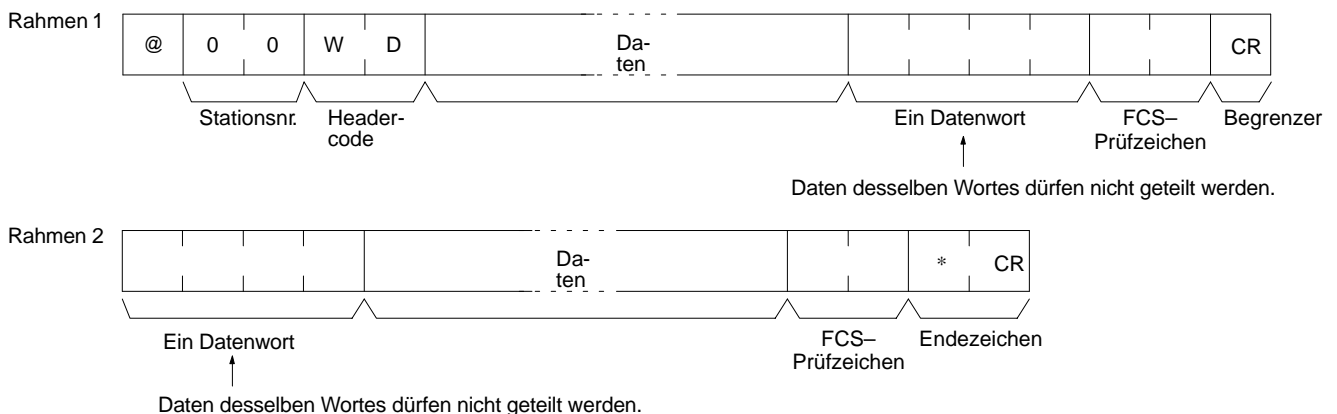 Rahmen 1
@ 0 0 W D Da- CR
ten
Stationsnr. Header- Ein Datenwort FCS– Begrenzer
code Prüfzeichen
Daten desselben Wortes dürfen nicht geteilt werden.
Rahmen 2
Da- * CR
ten
Ein Datenwort FCS– Endezeichen
Prüfzeichen
Daten desselben Wortes dürfen nicht geteilt werden.